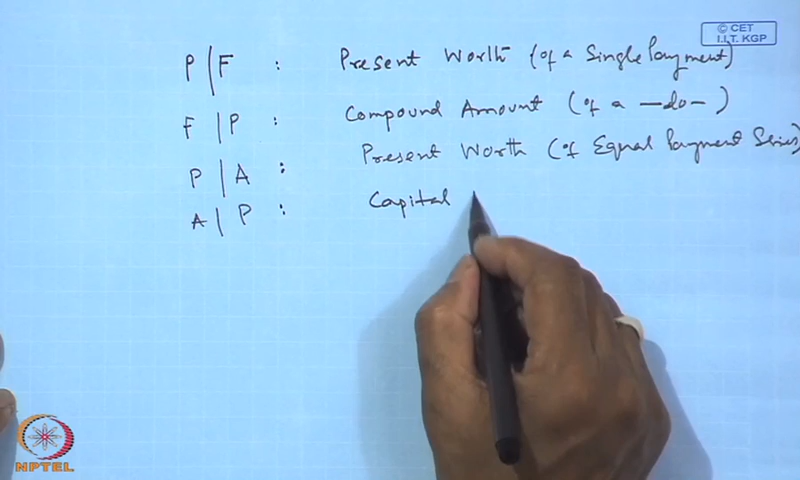 © CET
I.I.T. KGP
P | F : Present Worth (of a Single Payment)
F | P : Compound Amount (of a —do—)
P | A : Present Worth (of Equal Payment Series)
A | P : Capital
NPTEL